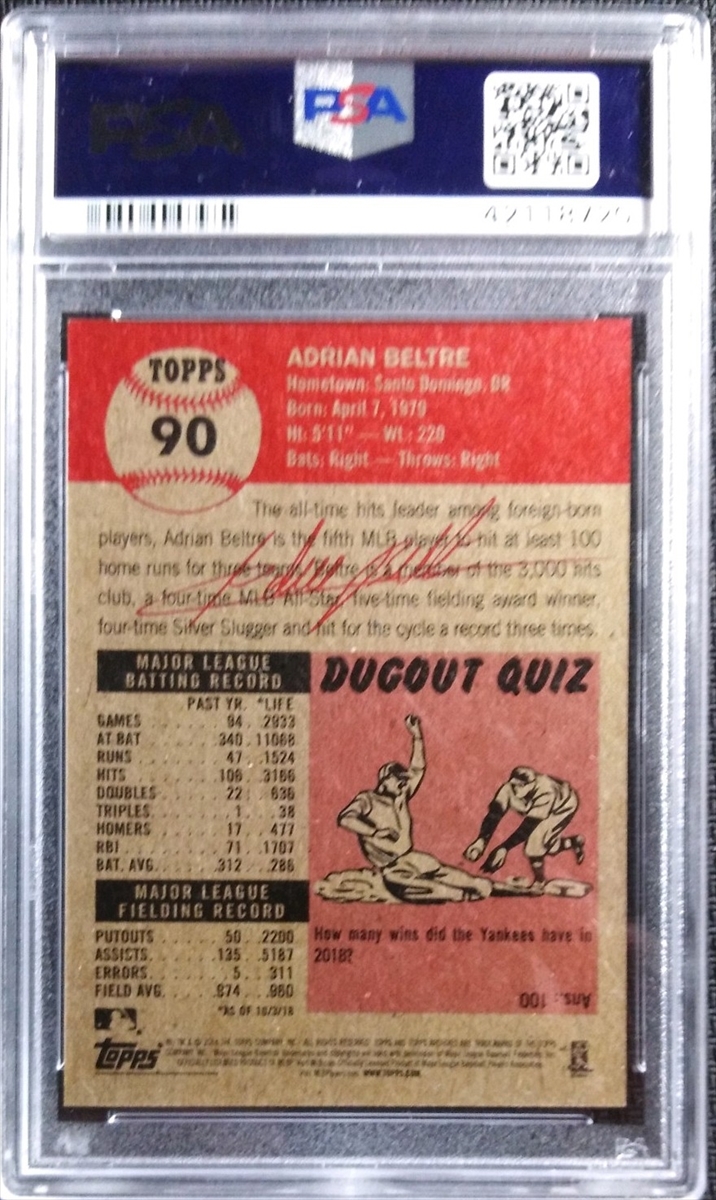 PSA
PSA
42118725
TOPPS
90
ADRIAN BELTRE
Hometown: Santo Domingo, DR
Born: April 7, 1979
Ht: 5'11" — Wt.: 220
Bats: Right — Throws: Right
The all-time hits leader among foreign-born
players, Adrian Beltre is the fifth MLB player to hit at least 100
home runs for three teams. Beltre is a member of the 3,000 hits
club, a four-time MLB All-Star, five-time fielding award winner,
four-time Silver Slugger and hit for the cycle a record three times.
MAJOR LEAGUE
BATTING RECORD
PAST YR. *LIFE
GAMES . . . . . . 94 . .2933
AT BAT . . . . . .340 .11068
RUNS . . . . . . 47 . .1524
HITS . . . . . . 106 . .3166
DOUBLES . . . . . 22 . . .636
TRIPLES . . . . . 1 . . . 38
HOMERS . . . . . 17 . . .477
RBI . . . . . . . 71 . .1707
BAT. AVG. . . . .312 . .286
MAJOR LEAGUE
FIELDING RECORD
PUTOUTS . . . . . 50 . .2200
ASSISTS . . . . . 135 . .5187
ERRORS . . . . . 5 . . 311
FIELD AVG. . . . .974 . .960
*AS OF 10/3/18
DUGOUT QUIZ
How many wins did the Yankees have in
2018?
Ans.: 100
TOPPS
WWW.TOPPS.COM